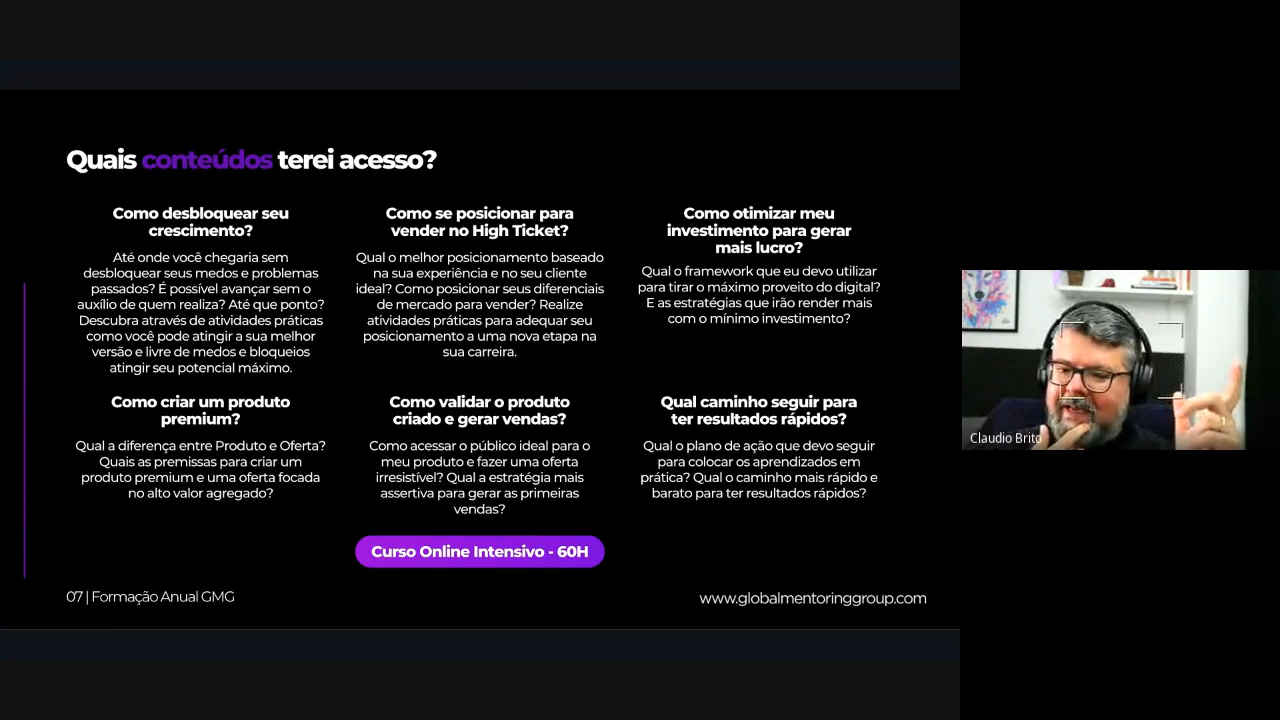 Quais conteúdos terei acesso?
Como desbloquear seu
crescimento?
Até onde você chegaria sem
desbloquear seus medos e problemas
passados? É possível avançar sem o
auxílio de quem realiza? Até que ponto?
Descubra através de atividades práticas
como você pode atingir a sua melhor
versão e livre de medos e bloqueios
atingir seu potencial máximo.
Como se posicionar para
vender no High Ticket?
Qual o melhor posicionamento baseado
na sua experiência e no seu cliente
ideal? Como posicionar seus diferenciais
de mercado para vender? Realize
atividades práticas para adequar seu
posicionamento a uma nova etapa na
sua carreira.
Como otimizar meu
investimento para gerar
mais lucro?
Qual o framework que eu devo utilizar
para tirar o máximo proveito do digital?
E as estratégias que irão render mais
com o mínimo investimento?
Como criar um produto
premium?
Qual a diferença entre Produto e Oferta?
Quais as premissas para criar um
produto premium e uma oferta focada
no alto valor agregado?
Como validar o produto
criado e gerar vendas?
Como acessar o público ideal para o
meu produto e fazer uma oferta
irresistível? Qual a estratégia mais
assertiva para gerar as primeiras
vendas?
Qual caminho seguir para
ter resultados rápidos?
Qual o plano de ação que devo seguir
para colocar os aprendizados em
prática? Qual o caminho mais rápido e
barato para ter resultados rápidos?
Curso Online Intensivo - 60H
07 | Formação Anual GMG
www.globalmentoringgroup.com
Claudio Brito